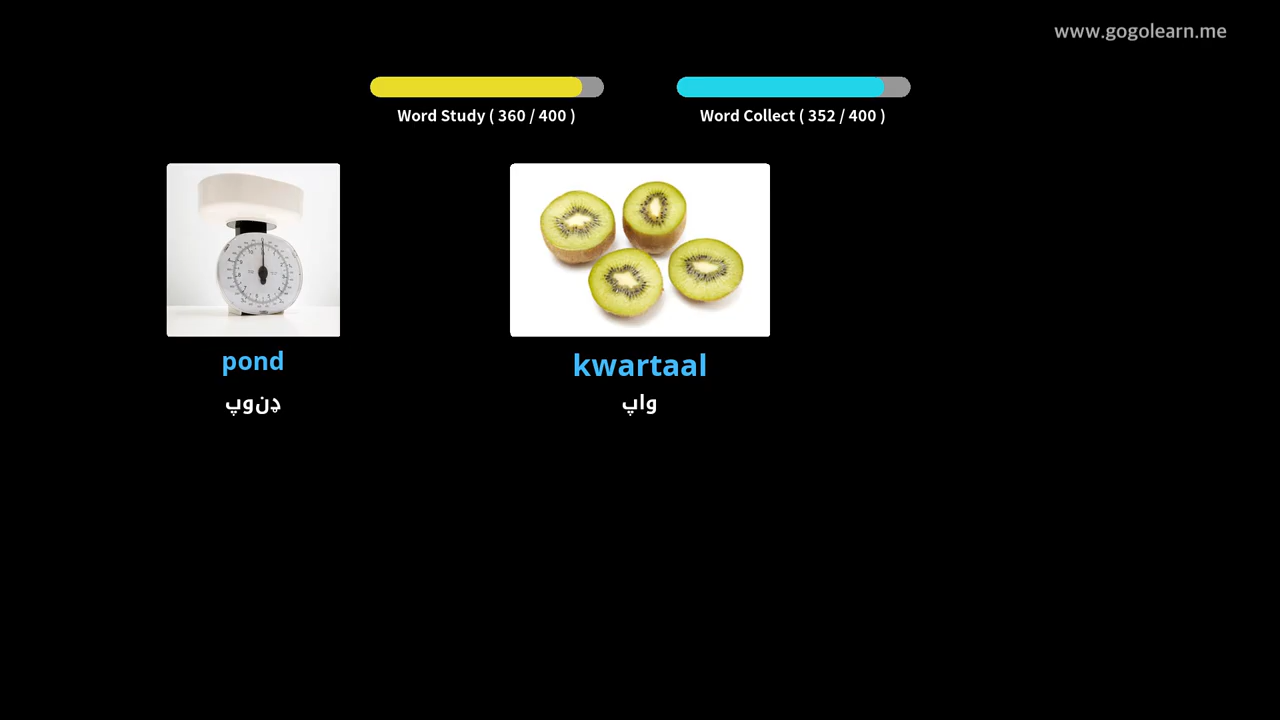 www.gogolearn.me
Word Study ( 360 / 400 )
Word Collect ( 352 / 400 )
pond
ډنوپ
kwartaal
واپ